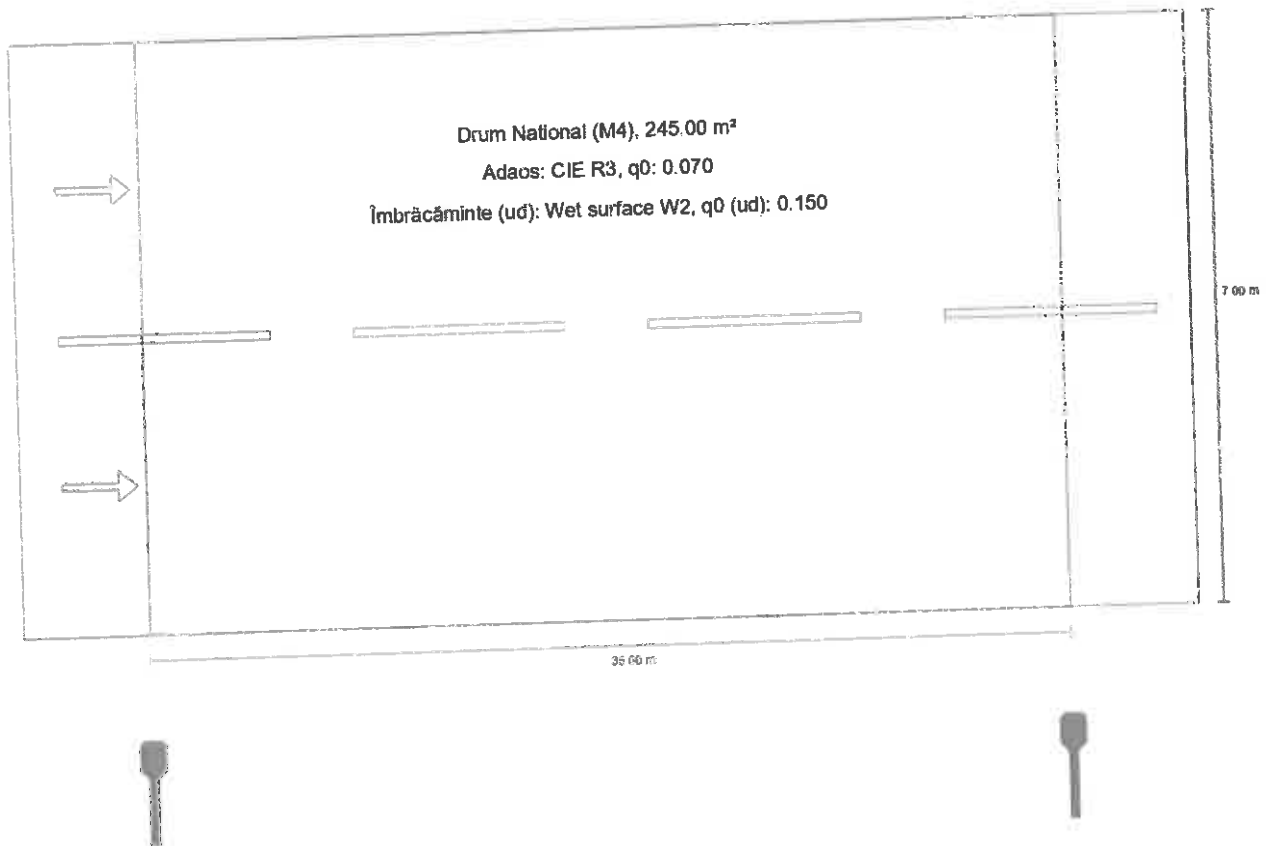 Drum National (M4), 245.00 m²
Adaos: CIE R3, q0: 0.070
Îmbrăcăminte (ud): Wet surface W2, q0 (ud): 0.150
7.00 m
35.00 m